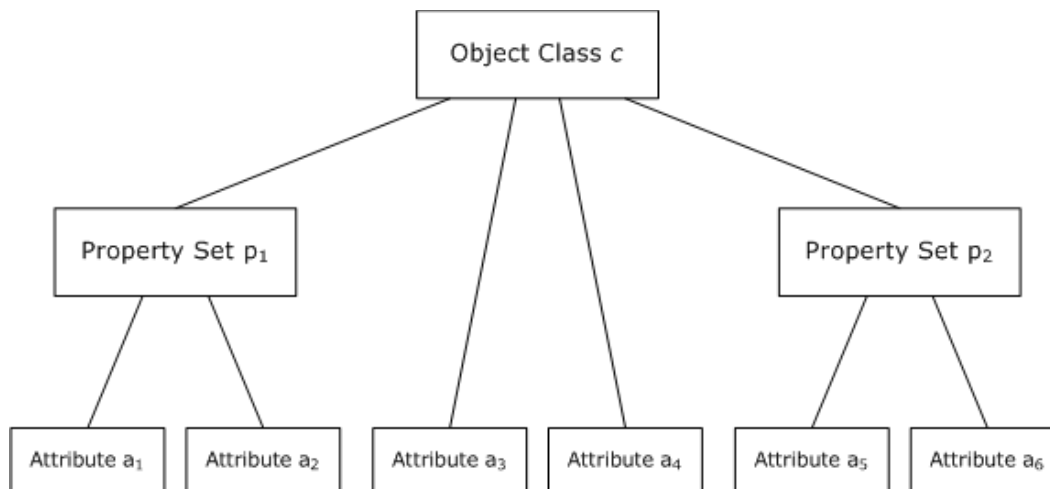 Object Class c
Property Set p₁
Property Set p₂
Attribute a₁
Attribute a₂
Attribute a₃
Attribute a₄
Attribute a₅
Attribute a₆